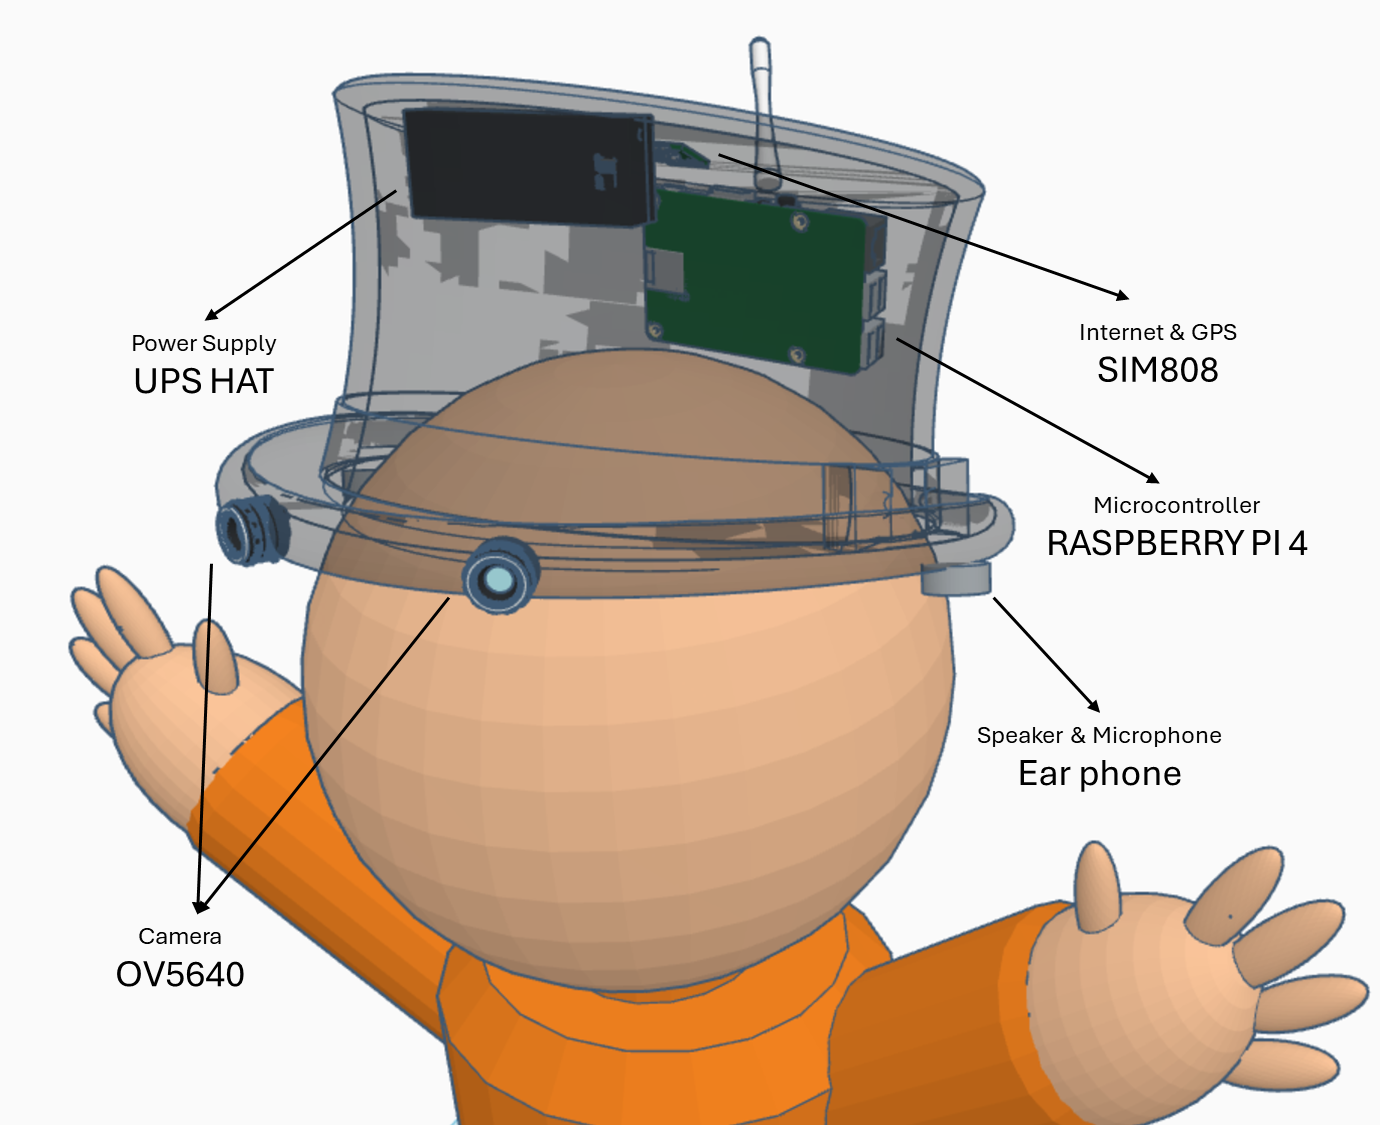 Power Supply
UPS HAT
Internet & GPS
SIM808
Microcontroller
RASPBERRY PI 4
Speaker & Microphone
Ear phone
Camera
OV5640